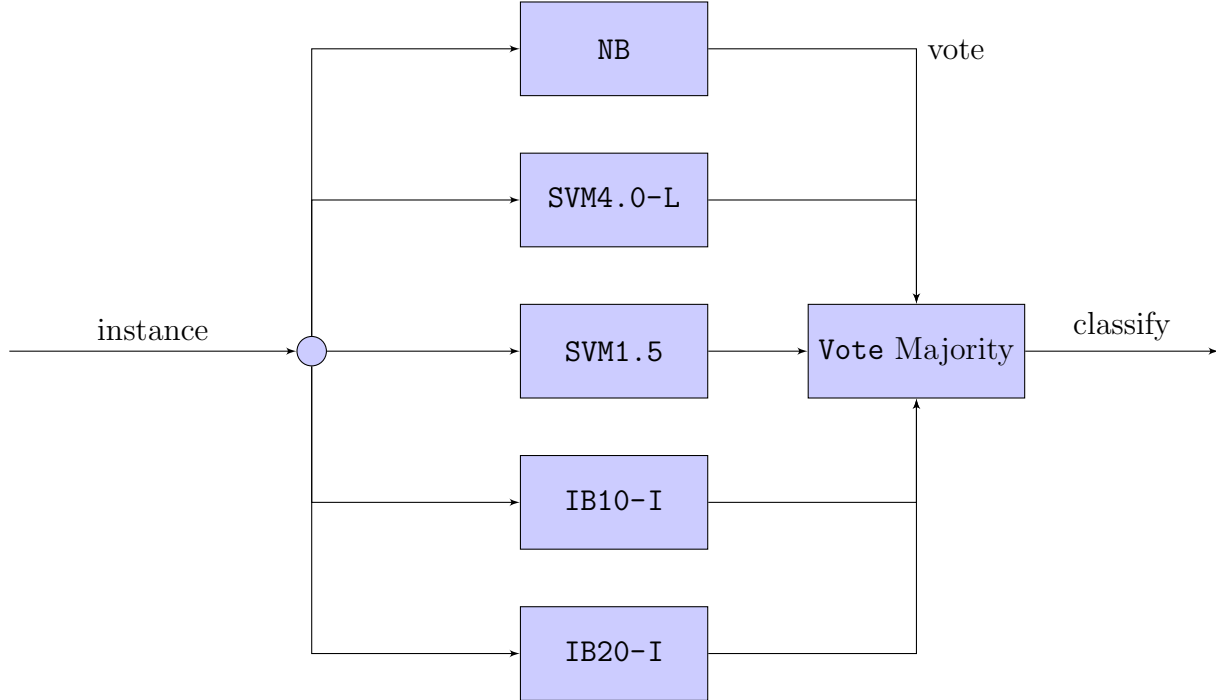 NB
vote
SVM4.0-L
instance
SVM1.5
Vote Majority
classify
IB10-I
IB20-I